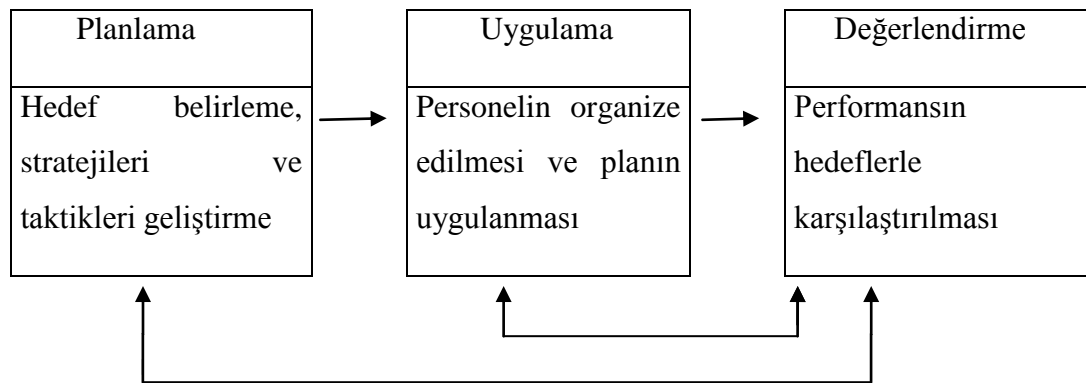 Planlama
Hedef belirleme,
stratejileri ve
taktikleri geliştirme
Uygulama
Personelin organize
edilmesi ve planın
uygulanması
Değerlendirme
Performansın
hedeflerle
karşılaştırılması